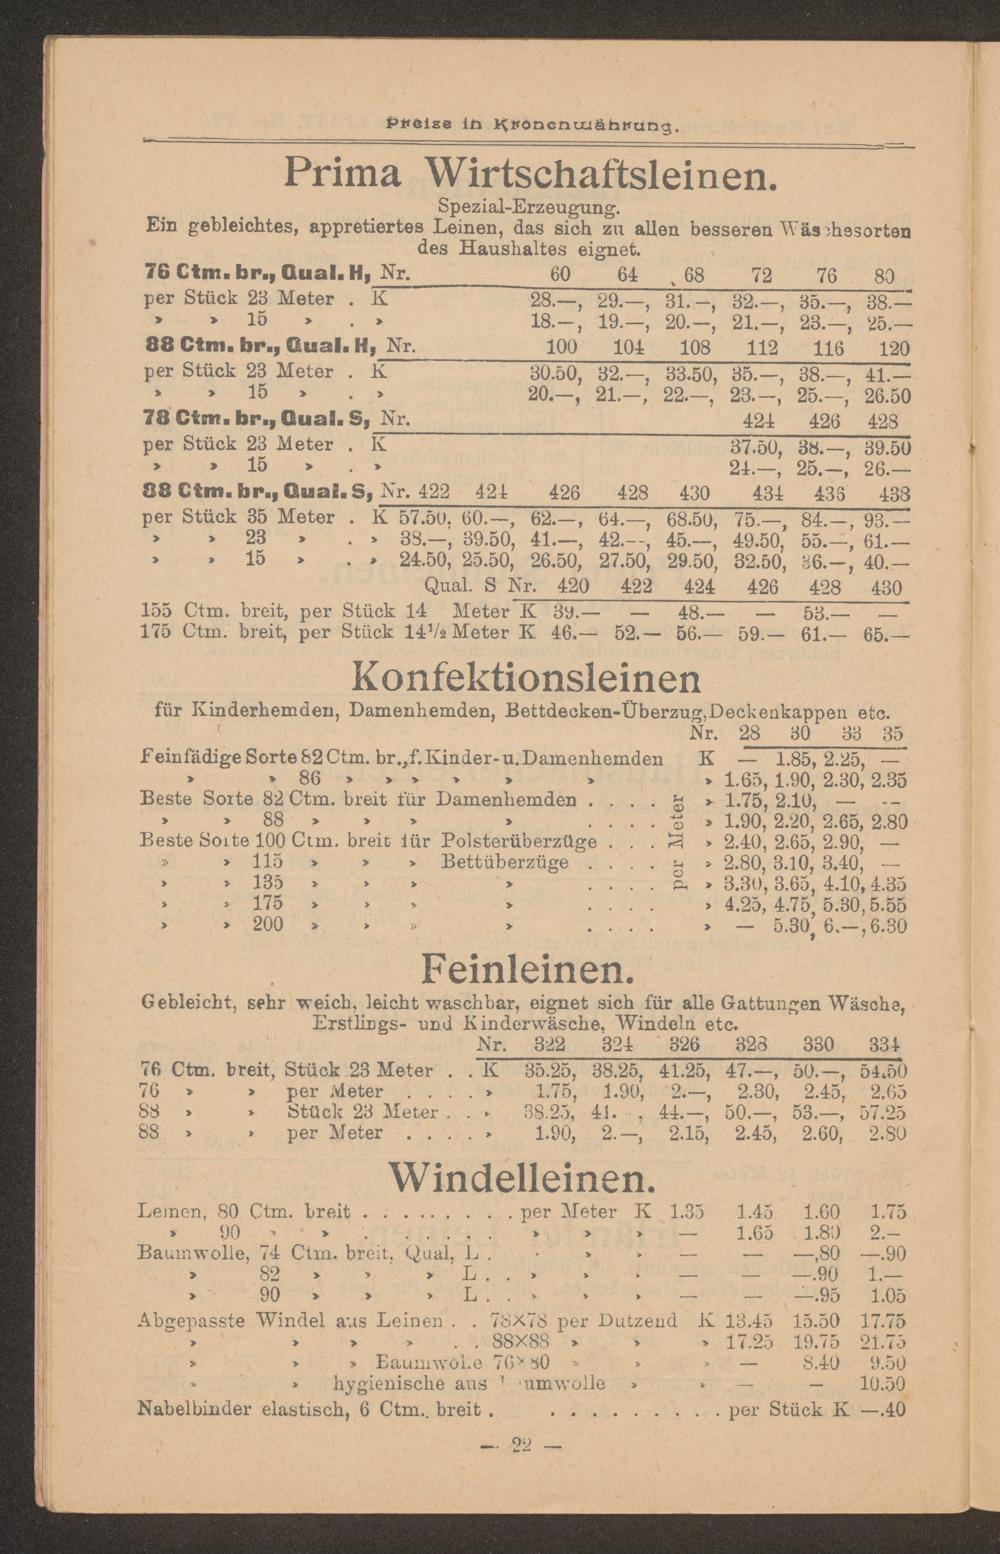 Preise in Kronenwährung.
Prima Wirtschaftsleinen.
Spezial-Erzeugung.
Ein gebleichtes, appretiertes Leinen, das sich zu allen besseren Wäschesorten
des Haushaltes eignet.
76 Ctm. br., Qual. H, Nr. 60 64 68 72 76 80
per Stück 23 Meter . K 28.—, 29.—, 31.—, 32.—, 35.—, 38.—
» » 15 » . » 18.—, 19.—, 20.—, 21.—, 23.—, 25.—
88 Ctm. br., Qual. H, Nr. 100 104 108 112 116 120
per Stück 23 Meter . K 30.50, 32.—, 33.50, 35.—, 38.—, 41.—
» » 15 » . » 20.—, 21.—, 22.—, 23.—, 25.—, 26.50
78 Ctm. br., Qual. S, Nr. 424 426 428
per Stück 23 Meter . K 37.50, 38.—, 39.50
» » 15 » . » 24.—, 25.—, 26.—
88 Ctm. br., Qual. S, Nr. 422 424 426 428 430 434 436 438
per Stück 35 Meter . K 57.50, 60.—, 62.—, 64.—, 68.50, 75.—, 84.—, 93.—
» » 23 » . » 38.—, 39.50, 41.—, 42.—, 45.—, 49.50, 55.—, 61.—
» » 15 » . » 24.50, 25.50, 26.50, 27.50, 29.50, 32.50, 36.—, 40.—
Qual. S Nr. 420 422 424 426 428 430
155 Ctm. breit, per Stück 14 Meter K 39.— — 48.— — 53.— —
175 Ctm. breit, per Stück 14½ Meter K 46.— 52.— 56.— 59.— 61.— 65.—
Konfektionsleinen
für Kinderhemden, Damenhemden, Bettdecken-Überzug, Deckenkappen etc.
Nr. 28 30 33 35
Feinfädige Sorte 82 Ctm. br., f. Kinder- u. Damenhemden K — 1.85, 2.25, —
» » 86 » » » » » » » 1.65, 1.90, 2.30, 2.35
Beste Sorte 82 Ctm. breit für Damenhemden . . . . » 1.75, 2.10, — —
» » 88 » » » » . . . . » 1.90, 2.20, 2.65, 2.80
Beste Sorte 100 Ctm. breit für Polsterüberzüge . . . per Meter » 2.40, 2.65, 2.90, —
» » 115 » » » Bettüberzüge . . . . » 2.80, 3.10, 3.40, —
» » 135 » » » » . . . . » 3.30, 3.65, 4.10, 4.35
» » 175 » » » » . . . . » 4.25, 4.75, 5.30, 5.55
» » 200 » » » » . . . . » — 5.30, 6.—, 6.30
Feinleinen.
Gebleicht, sehr weich, leicht waschbar, eignet sich für alle Gattungen Wäsche,
Erstlings- und Kinderwäsche, Windeln etc.
Nr. 322 324 326 328 330 334
76 Ctm. breit, Stück 23 Meter . . K 35.25, 38.25, 41.25, 47.—, 50.—, 54.50
76 » » per Meter . . . . » 1.75, 1.90, 2.—, 2.30, 2.45, 2.65
88 » » Stück 23 Meter . . » 38.25, 41. , 44.—, 50.—, 53.—, 57.25
88 » » per Meter . . . . . » 1.90, 2.—, 2.15, 2.45, 2.60, 2.80
Windelleinen.
Leinen, 80 Ctm. breit . . . . . . . . . per Meter K 1.35 1.45 1.60 1.75
» 90 » » . . . . . . . » » » — 1.65 1.80 2.—
Baumwolle, 74 Ctm. breit, Qual, L . . » » — — —,80 —.90
» 82 » » » L . . » » » — — —.90 1.—
» 90 » » » L . . » » » — — —.95 1.05
Abgepasste Windel aus Leinen . . 78×78 per Dutzend K 13.45 15.50 17.75
» » » » . . 88×88 » » » 17.25 19.75 21.75
» » » Baumwolle 76×80 » » » — 8.40 9.50
» » hygienische aus Baumwolle » » — — 10.50
Nabelbinder elastisch, 6 Ctm. breit . . . . . . . . . . . per Stück K —.40
— 22 —